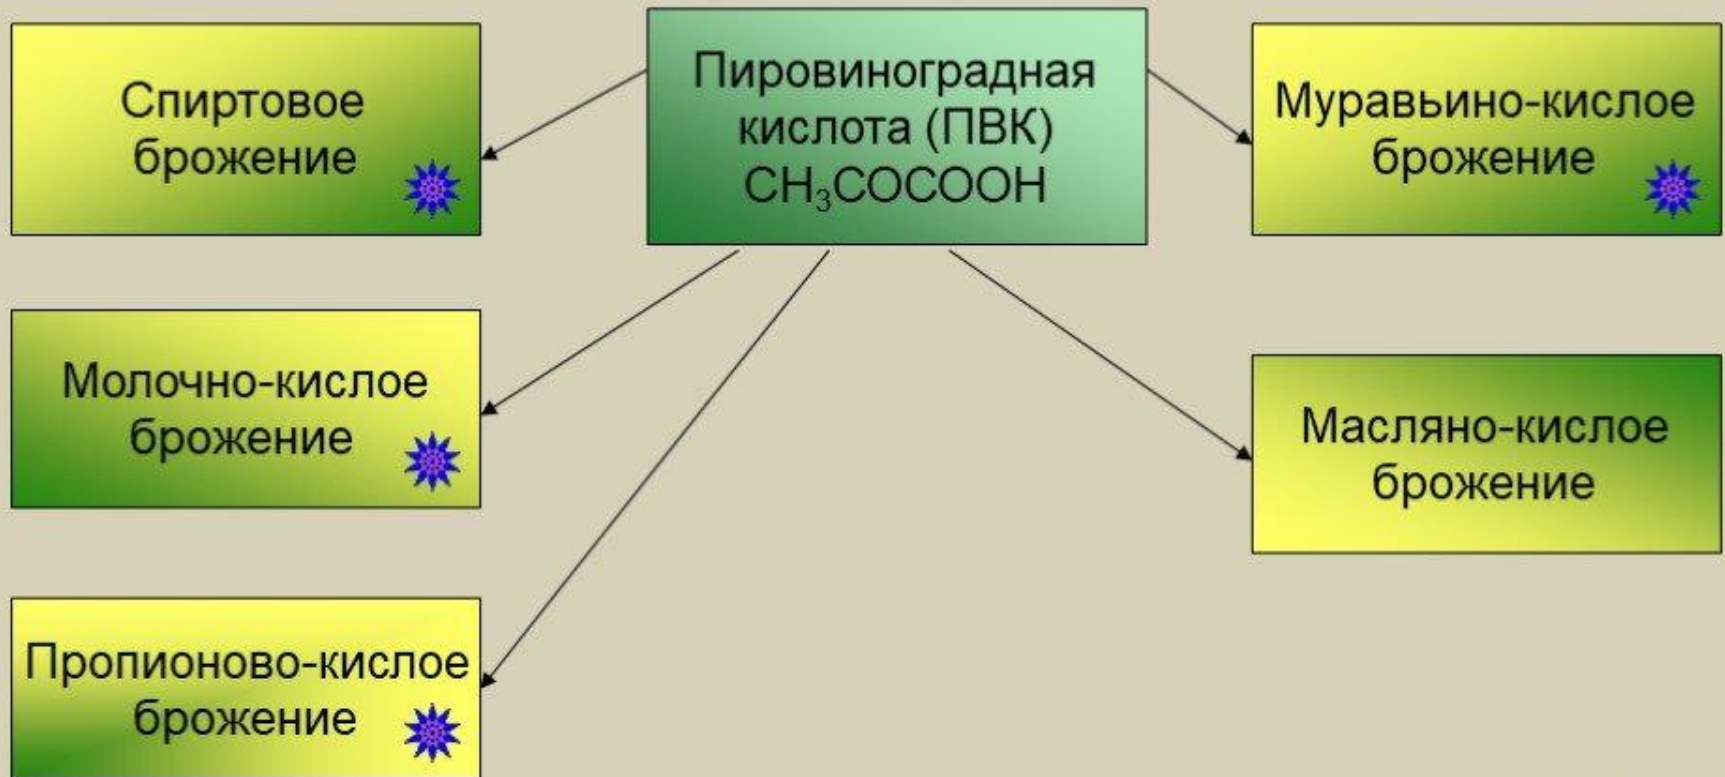 Спиртовое
брожение
Пировиноградная
кислота (ПВК)
CH₃COCOOH
Муравьино-кислое
брожение
Молочно-кислое
брожение
Масляно-кислое
брожение
Пропионово-кислое
брожение